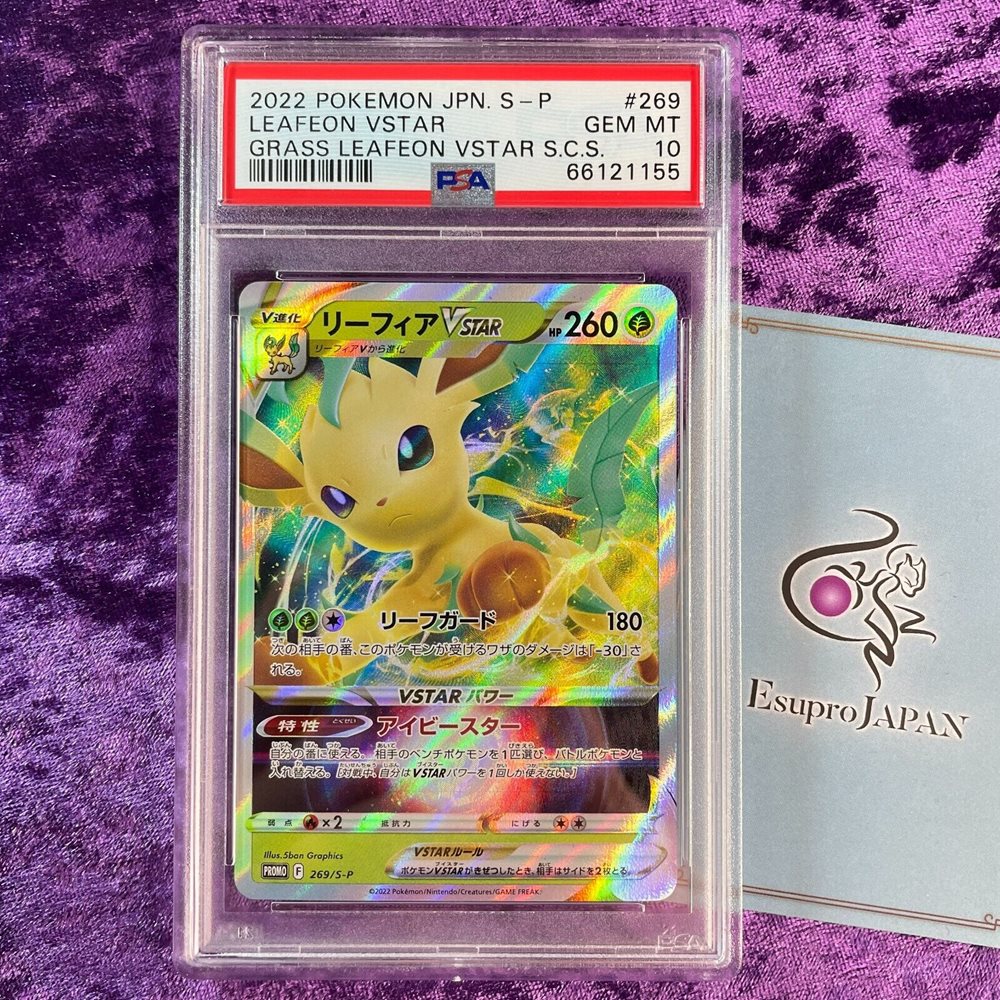 2022 POKEMON JPN. S-P #269
LEAFEON VSTAR GEM MT
GRASS LEAFEON VSTAR S.C.S. 10
66121155
PSA
V進化
リーフィアVSTAR HP260
リーフィアVから進化
リーフガード 180
次の相手の番、このポケモンが受けるワザのダメージは「-30」さ
れる。
VSTARパワー
特性 アイビースター
自分の番に使える。相手のベンチポケモンを1匹選び、バトルポケモンと
入れ替える。[対戦中、自分はVSTARパワーを1回しか使えない。]
弱点 ×2 抵抗力 にげる
Illus.5ban Graphics
VSTARルール
ポケモンVSTARがきぜつしたとき、相手はサイドを2枚とる。
PROMO F 269/S-P
©2022 Pokémon/Nintendo/Creatures/GAME FREAK.
EsuproJAPAN